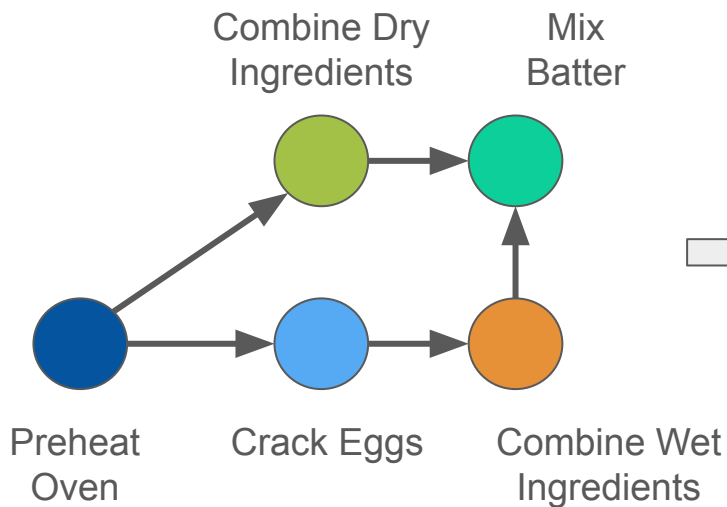 Combine Dry
Ingredients
Mix
Batter
Preheat
Oven
Crack Eggs
Combine Wet
Ingredients